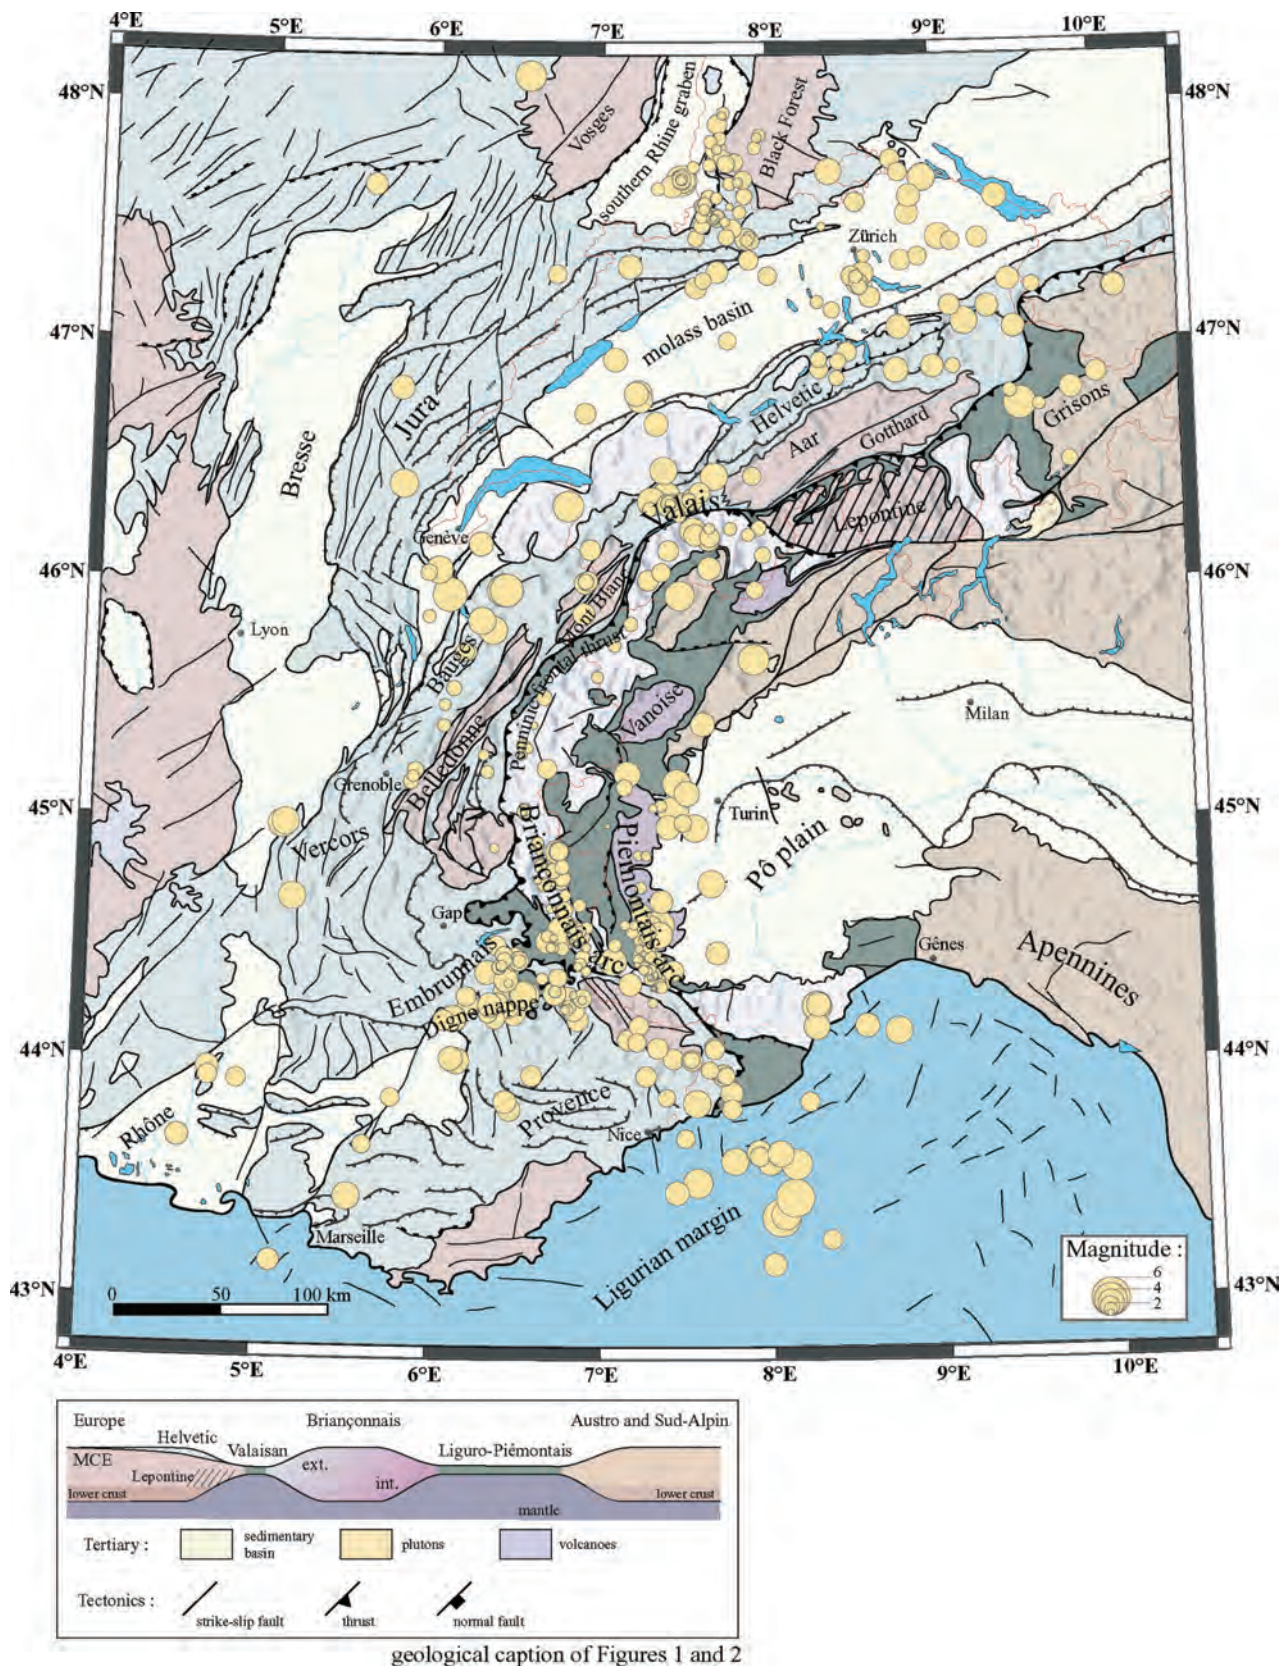 4°E 5°E 6°E 7°E 8°E 9°E 10°E
48°N 48°N
Vosges
southern Rhine graben
Black Forest
Zürich
47°N 47°N
molass basin
Jura
Helvetic
Aar
Gotthard
Grisons
Bresse
Valais
Lepontine
Genève
46°N 46°N
Mont Blanc
Lyon
Bauges
Penninic frontal thrust
Vanoise
Milan
Belledonne
Grenoble
45°N 45°N
Turin
Vercors
Briançonnais arc
Piemontais arc
Pô plain
Gap
Gênes
Apennines
Embrunnais
Digne nappe
44°N 44°N
Provence
Rhône
Nice
Marseille
Ligurian margin
Magnitude :
6
4
2
43°N 43°N
0 50 100 km
4°E 5°E 6°E 7°E 8°E 9°E 10°E
Europe Briançonnais Austro and Sud-Alpin
Helvetic Valaisan Liguro-Piémontais
MCE ext.
Lepontine int.
lower crust lower crust
mantle
Tertiary : sedimentary basin plutons volcanoes
Tectonics : strike-slip fault thrust normal fault
geological caption of Figures 1 and 2